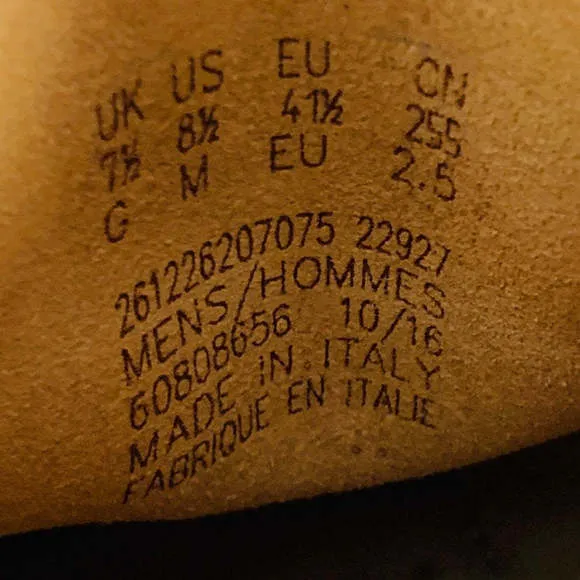 UK US EU CN
7½ 8½ 41½ 255
G M EU 2.5
261226207075 22927
MENS/HOMMES
60808656 10/16
MADE IN ITALY
FABRIQUE EN ITALIE